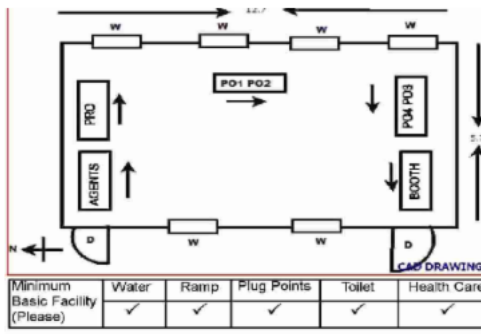 12.7
W W W W
PO1 PO2
PRO
PO4 PO3
AGENTS
BOOTH
D W W D
N
CAD DRAWING
Minimum Basic Facility (Please) Water Ramp Plug Points Toilet Health Care
✓ ✓ ✓ ✓ ✓